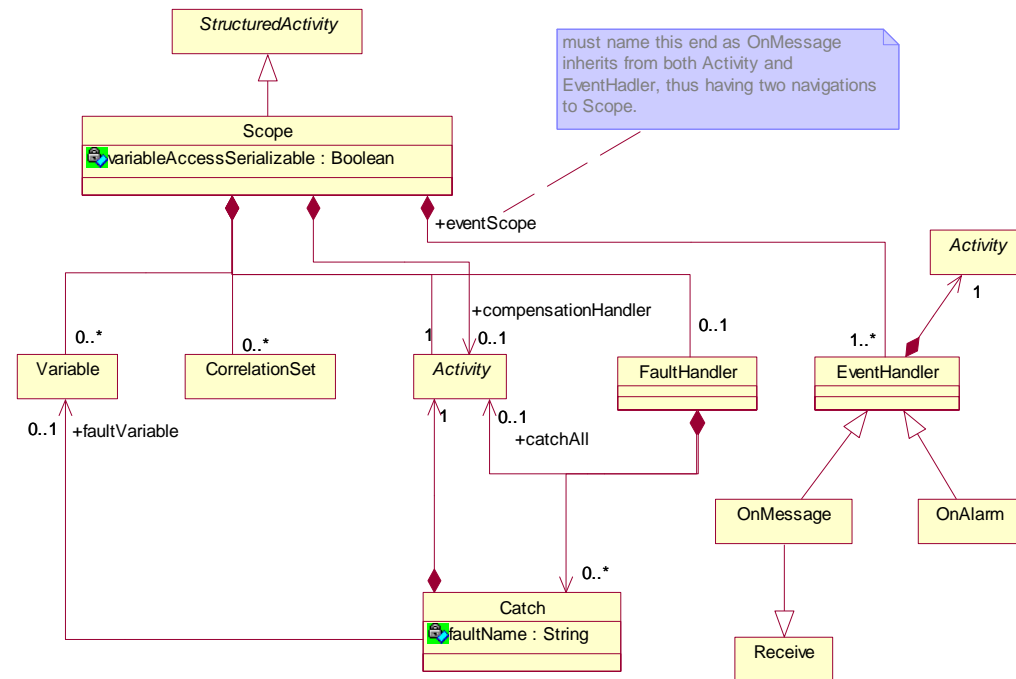 StructuredActivity
must name this end as OnMessage
inherits from both Activity and
EventHadler, thus having two navigations
to Scope.
Scope
variableAccessSerializable : Boolean
+eventScope
Activity
1
+compensationHandler
0..*
0..*
1
0..1
0..1
1..*
Variable
CorrelationSet
Activity
FaultHandler
EventHandler
0..1
+faultVariable
1
0..1
+catchAll
OnMessage
OnAlarm
0..*
Catch
faultName : String
Receive